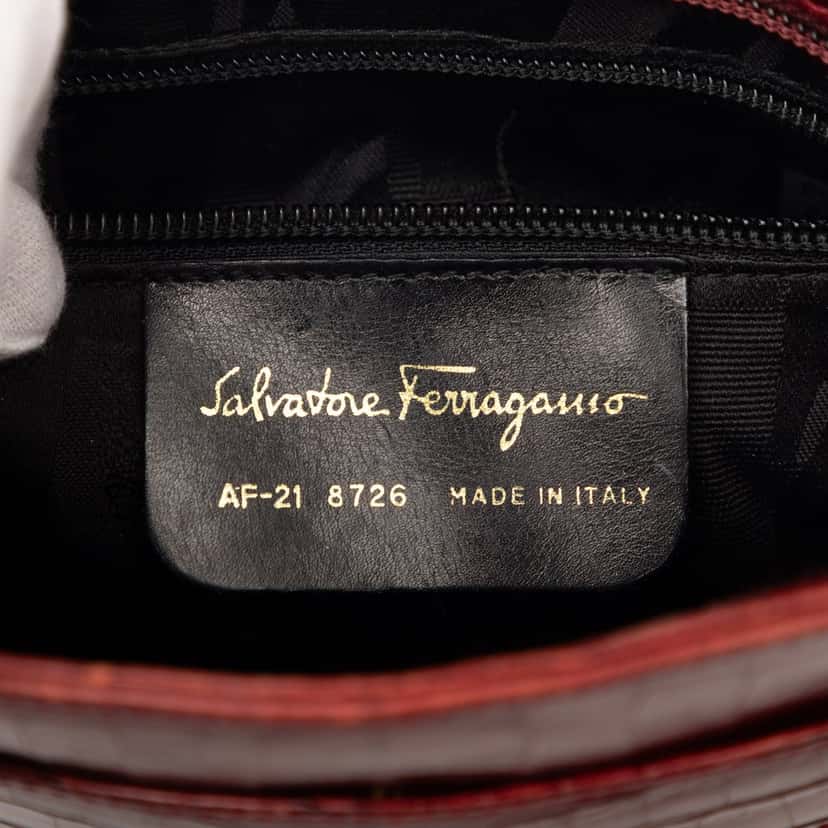 Salvatore Ferragamo
AF-21 8726 MADE IN ITALY